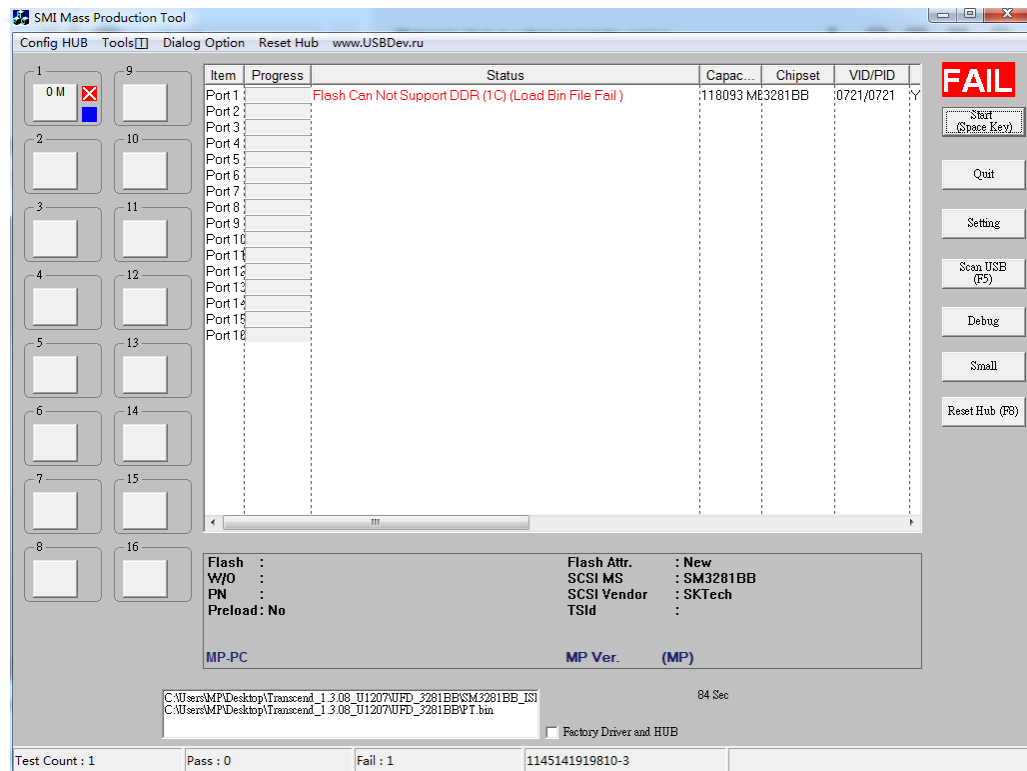 SMI Mass Production Tool
Config HUB Tools[T] Dialog Option Reset Hub www.USBDev.ru
1
0 M
9
2
10
3
11
4
12
5
13
6
14
7
15
8
16
Item Progress Status Capac... Chipset VID/PID
Port 1 Flash Can Not Support DDR (1C) (Load Bin File Fail ) 118093 ME 3281BB 0721/0721 Y
Port 2
Port 3
Port 4
Port 5
Port 6
Port 7
Port 8
Port 9
Port 10
Port 11
Port 12
Port 13
Port 14
Port 15
Port 16
FAIL
Start
(Space Key)
Quit
Setting
Scan USB
(F5)
Debug
Small
Reset Hub (F8)
Flash :
W/O :
PN :
Preload : No
Flash Attr. : New
SCSI MS : SM3281BB
SCSI Vendor : SKTech
TSId :
MP-PC
MP Ver. (MP)
C:\Users\MP\Desktop\Transcend_1.3.08_U1207\UFD_3281BB\SM3281BB_ISI
C:\Users\MP\Desktop\Transcend_1.3.08_U1207\UFD_3281BB\PT.bin
84 Sec
Factory Driver and HUB
Test Count : 1
Pass : 0
Fail : 1
1145141919810-3